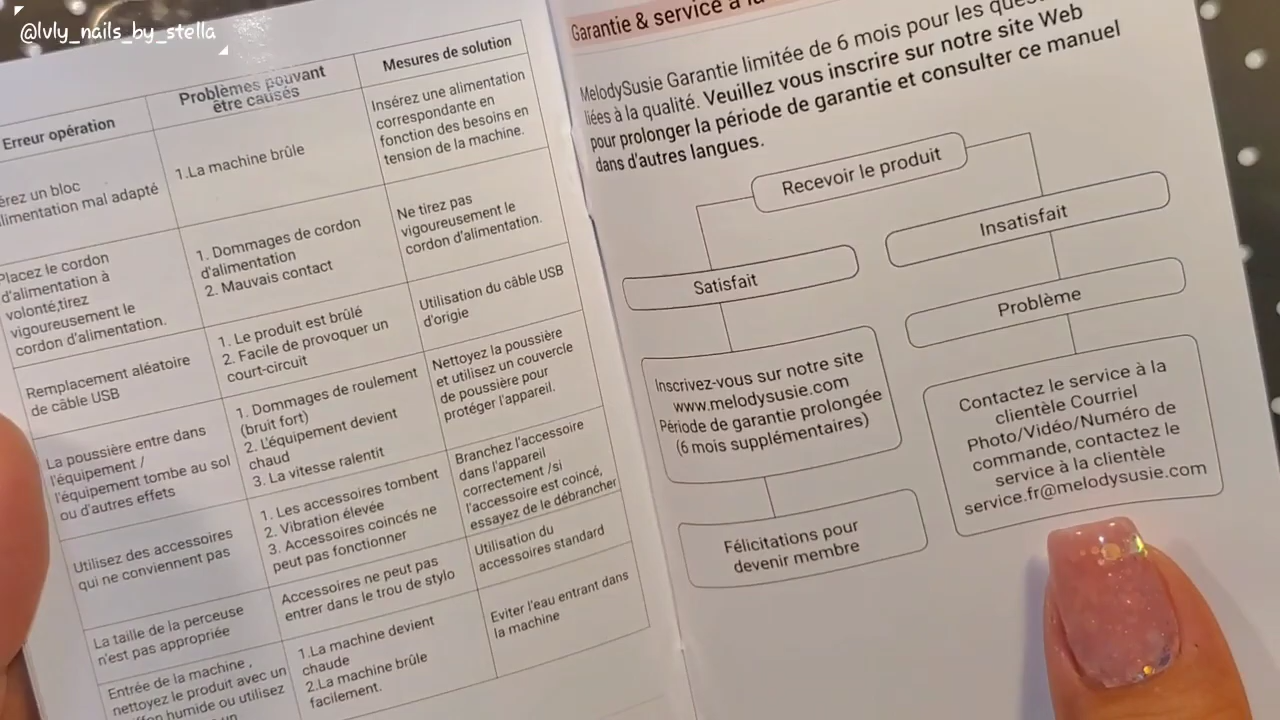 @lvly_nails_by_stella
Erreur opération
Problèmes pouvant
être causés
Mesures de solution
un bloc
mal adapté
1.La machine brûle
Insérez une alimentation
correspondante en
fonction des besoins en
tension de la machine.
Placez le cordon
d'alimentation à
volonté,tirez
vigoureusement le
cordon d'alimentation.
1. Dommages de cordon
d'alimentation
2. Mauvais contact
Ne tirez pas
vigoureusement le
cordon d'alimentation.
Remplacement aléatoire
de câble USB
1. Le produit est brûlé
2. Facile de provoquer un
court-circuit
Utilisation du câble USB
d'origie
La poussière entre dans
l'équipement /
l'équipement tombe au sol
ou d'autres effets
1. Dommages de roulement
(bruit fort)
2. L'équipement devient
chaud
3. La vitesse ralentit
Nettoyez la poussière
et utilisez un couvercle
de poussière pour
protéger l'appareil.
Utilisez des accessoires
qui ne conviennent pas
1. Les accessoires tombent
2. Vibration élevée
3. Accessoires coincés ne
peut pas fonctionner
Branchez l'accessoire
dans l'appareil
correctement /si
l'accessoire est coincé,
essayez de le débrancher
La taille de la perceuse
n'est pas appropriée
Accessoires ne peut pas
entrer dans le trou de stylo
Utilisation du
accessoires standard
Entrée de la machine ,
nettoyez le produit avec un
humide ou utilisez
un
1.La machine devient
chaude
2.La machine brûle
facilement.
Eviter l'eau entrant dans
la machine
Garantie & service à la
MelodySusie Garantie limitée de 6 mois pour les
liées à la qualité. Veuillez vous inscrire sur notre site Web
pour prolonger la période de garantie et consulter ce manuel
dans d'autres langues.
Recevoir le produit
Satisfait
Insatisfait
Problème
Inscrivez-vous sur notre site
www.melodysusie.com
Période de garantie prolongée
(6 mois supplémentaires)
Contactez le service à la
clientèle Courriel
Photo/Vidéo/Numéro de
commande, contactez le
service à la clientèle
service.fr@melodysusie.com
Félicitations pour
devenir membre